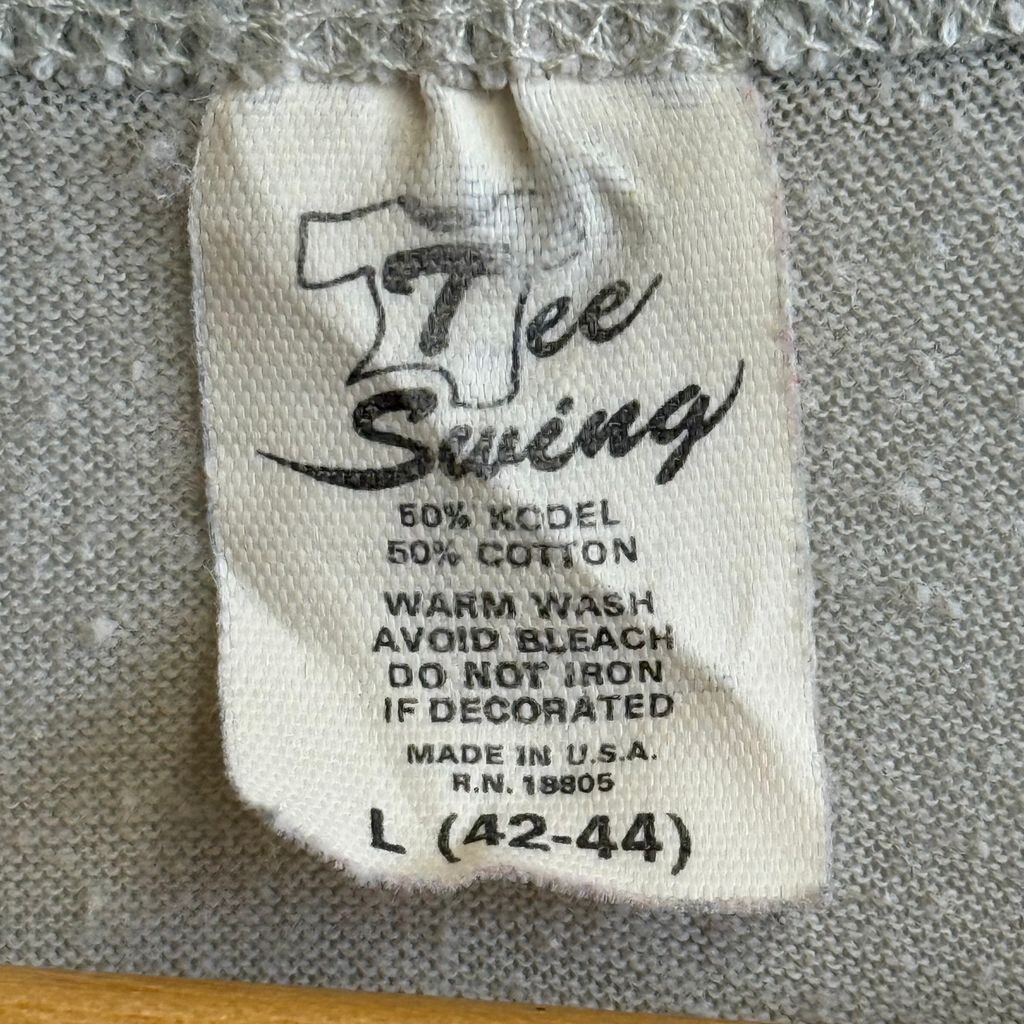 Tee
Swing
50% KODEL
50% COTTON
WARM WASH
AVOID BLEACH
DO NOT IRON
IF DECORATED
MADE IN U.S.A.
R.N. 18805
L (42-44)